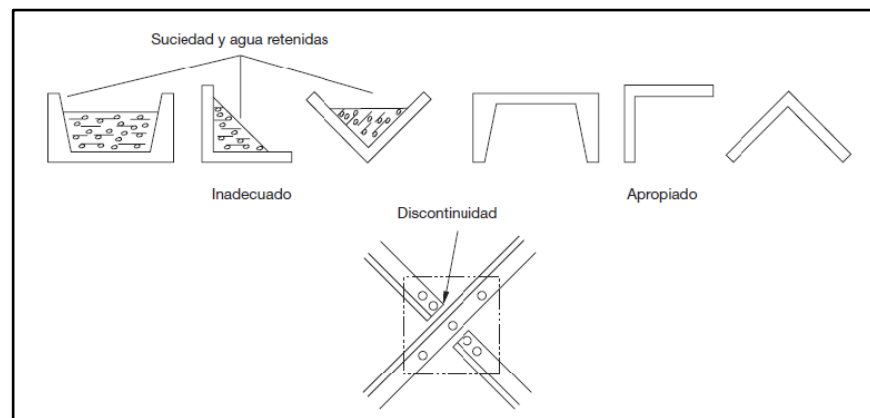 Suciedad y agua retenidas
Inadecuado
Apropiado
Discontinuidad